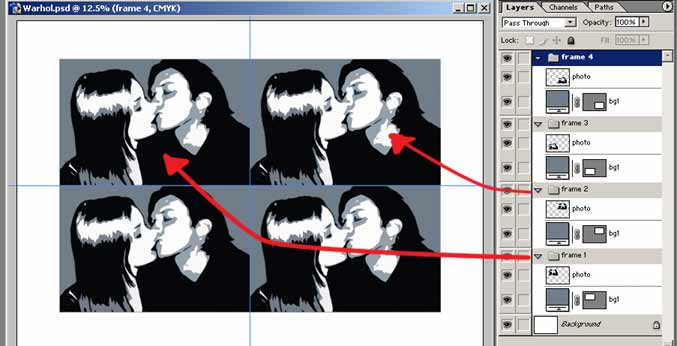 Warhol.psd @ 12.5% (frame 4, CMYK)
Layers Channels Paths
Pass Through Opacity: 100%
Lock: Fill: 100%
frame 4
photo
bg1
frame 3
photo
bg1
frame 2
photo
bg1
frame 1
photo
bg1
Background